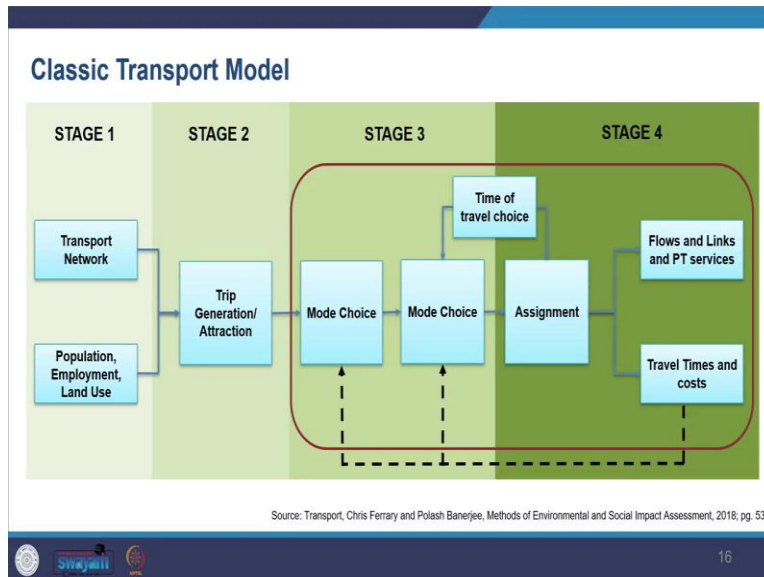 Classic Transport Model
STAGE 1
STAGE 2
STAGE 3
STAGE 4
Transport
Network
Population,
Employment,
Land Use
Trip
Generation/
Attraction
Mode Choice
Mode Choice
Time of
travel choice
Assignment
Flows and Links
and PT services
Travel Times and
costs
Source: Transport, Chris Ferrary and Polash Banerjee, Methods of Environmental and Social Impact Assessment, 2018; pg. 53
swayam
16